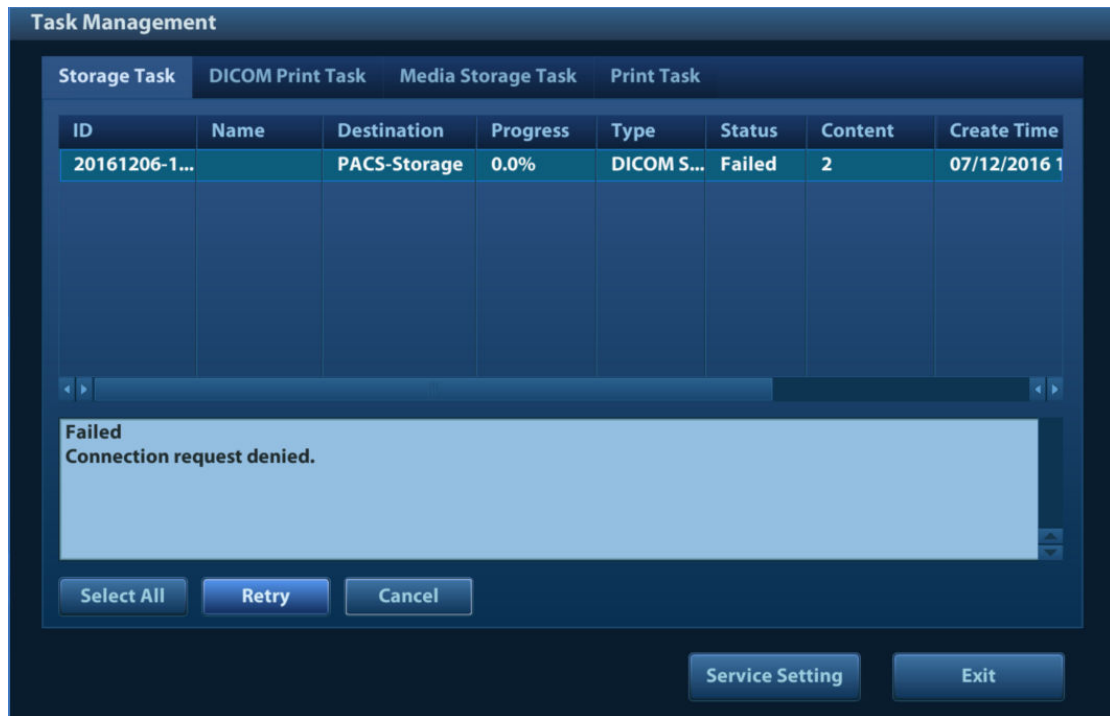 Task Management
Storage Task DICOM Print Task Media Storage Task Print Task
ID Name Destination Progress Type Status Content Create Time
20161206-1... PACS-Storage 0.0% DICOM S... Failed 2 07/12/2016 1
Failed
Connection request denied.
Select All Retry Cancel
Service Setting Exit